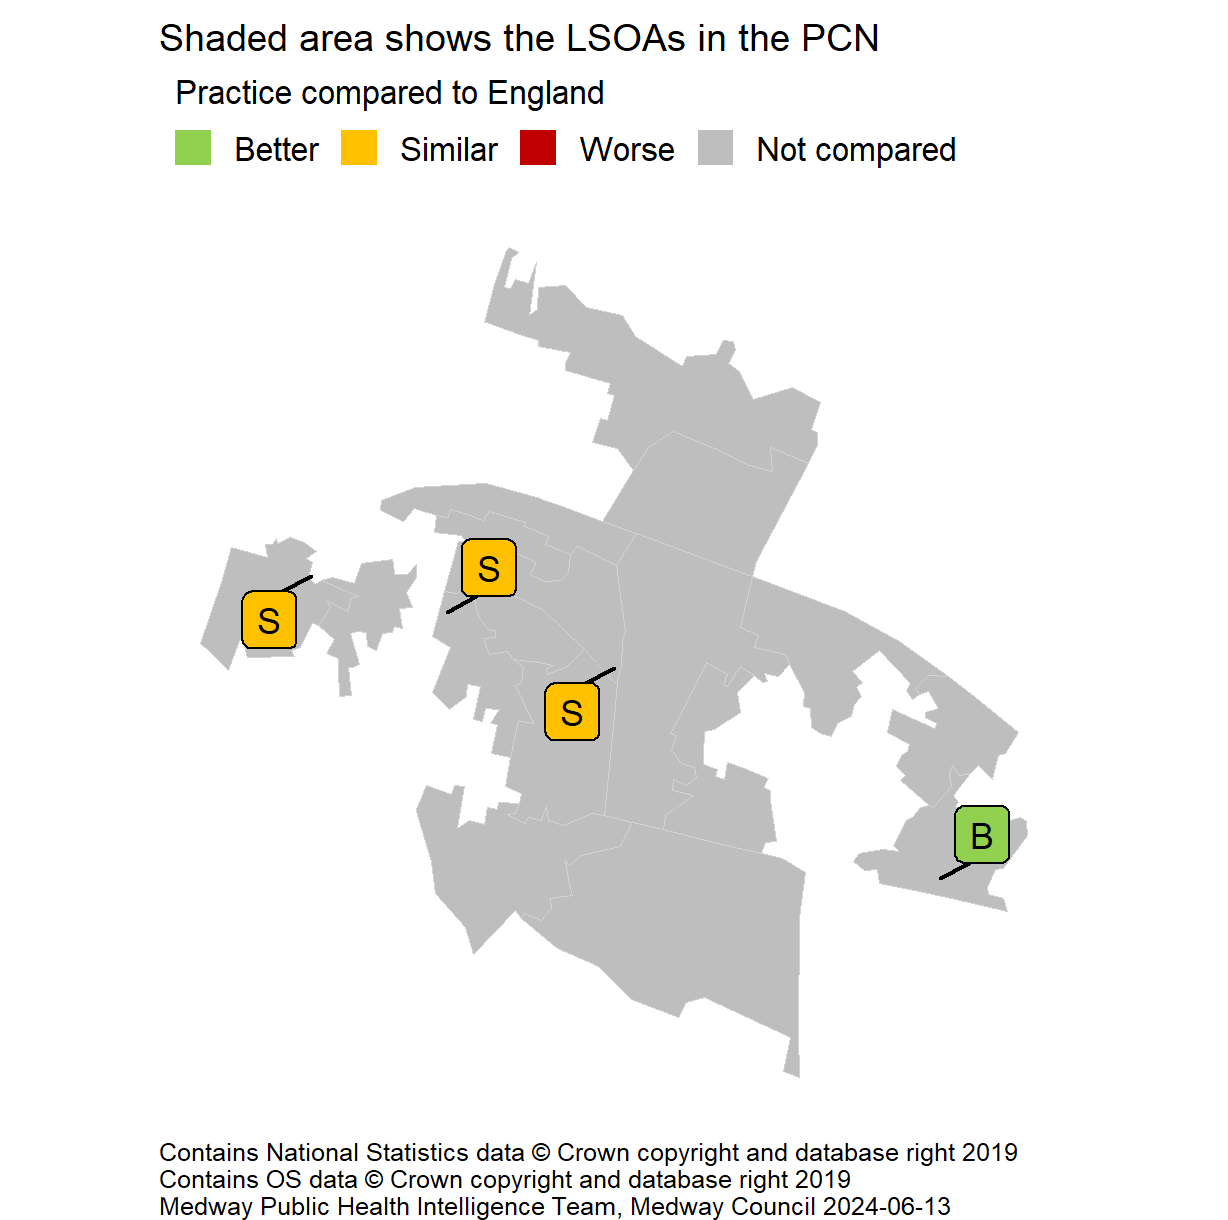 Shaded area shows the LSOAs in the PCN
Practice compared to England
Better Similar Worse Not compared
S
S
S
B
Contains National Statistics data © Crown copyright and database right 2019
Contains OS data © Crown copyright and database right 2019
Medway Public Health Intelligence Team, Medway Council 2024-06-13